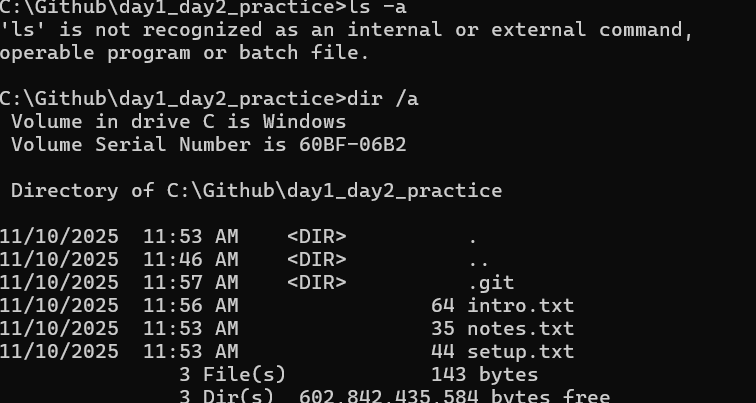 C:\Github\day1_day2_practice>ls -a
'ls' is not recognized as an internal or external command,
operable program or batch file.
C:\Github\day1_day2_practice>dir /a
 Volume in drive C is Windows
 Volume Serial Number is 60BF-06B2
 Directory of C:\Github\day1_day2_practice
11/10/2025  11:53 AM    <DIR>          .
11/10/2025  11:46 AM    <DIR>          ..
11/10/2025  11:57 AM    <DIR>          .git
11/10/2025  11:56 AM                64 intro.txt
11/10/2025  11:53 AM                35 notes.txt
11/10/2025  11:53 AM                44 setup.txt
               3 File(s)            143 bytes
               3 Dir(s)  602,842,435,584 bytes free